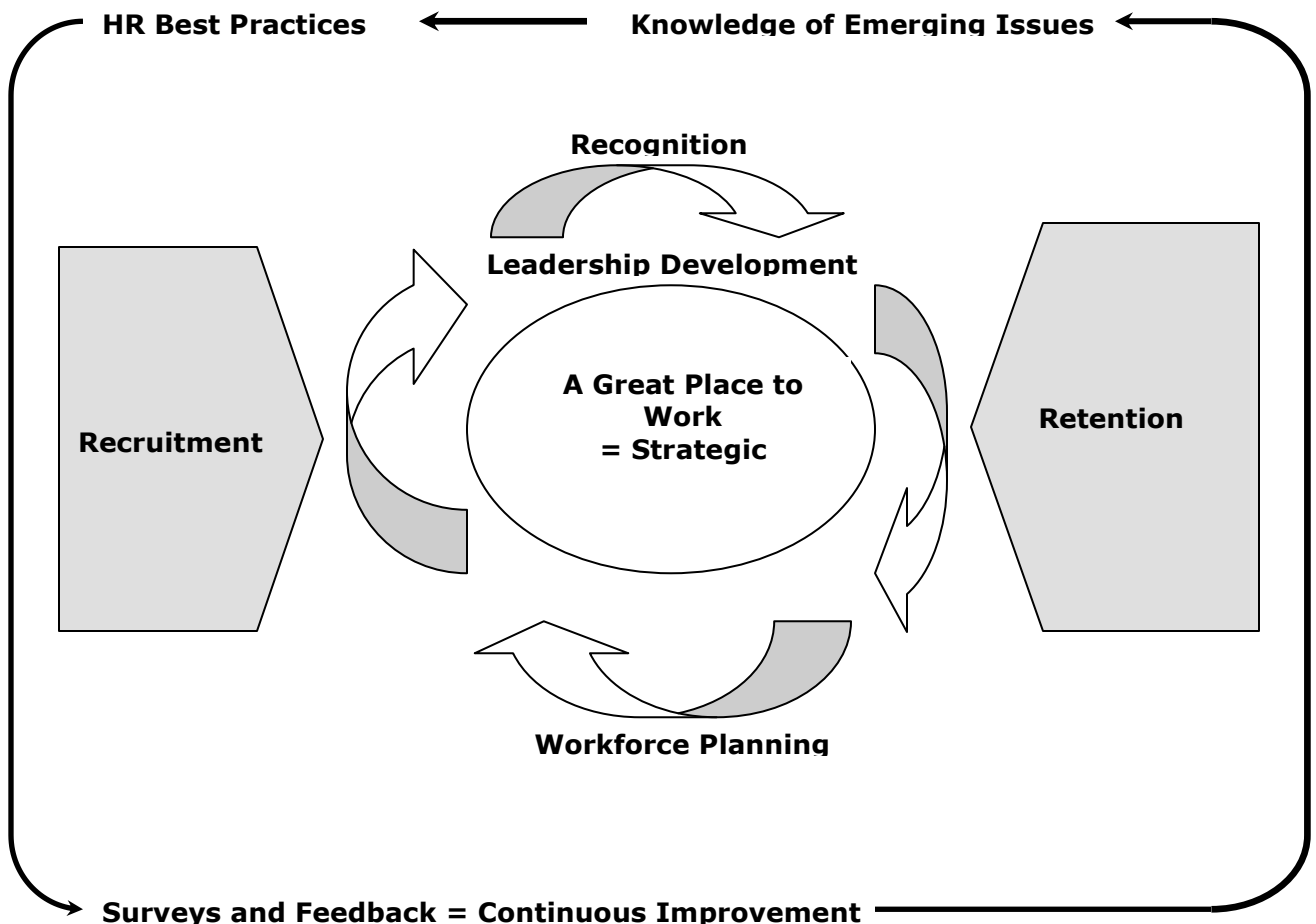 HR Best Practices
Knowledge of Emerging Issues
Recognition
Leadership Development
A Great Place to
Work
= Strategic
Recruitment
Retention
Workforce Planning
Surveys and Feedback = Continuous Improvement